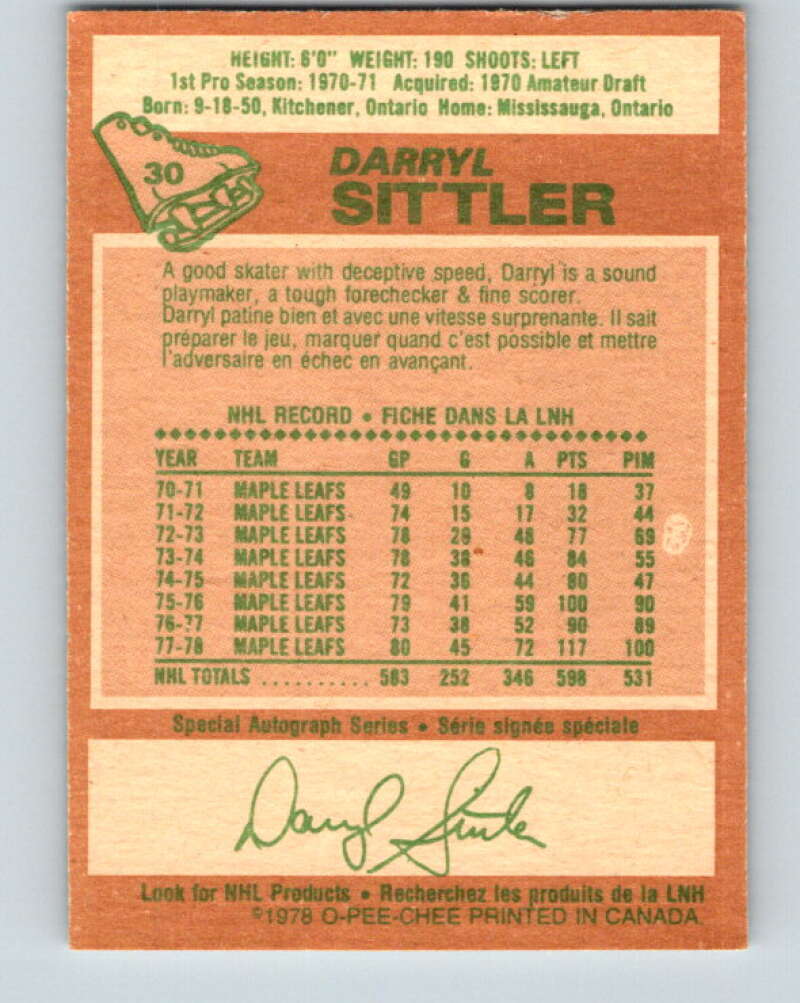 HEIGHT: 6'0" WEIGHT: 190 SHOOTS: LEFT
1st Pro Season: 1970-71 Acquired: 1970 Amateur Draft
Born: 9-18-50, Kitchener, Ontario Home: Mississauga, Ontario
30
DARRYL
SITTLER
A good skater with deceptive speed, Darryl is a sound
playmaker, a tough forechecker & fine scorer.
Darryl patine bien et avec une vitesse surprenante. Il sait
préparer le jeu, marquer quand c'est possible et mettre
l'adversaire en échec en avançant.
NHL RECORD • FICHE DANS LA LNH
YEAR TEAM GP G A PTS PIM
70-71 MAPLE LEAFS 49 10 8 18 37
71-72 MAPLE LEAFS 74 15 17 32 44
72-73 MAPLE LEAFS 78 29 48 77 69
73-74 MAPLE LEAFS 78 38 46 84 55
74-75 MAPLE LEAFS 72 36 44 80 47
75-76 MAPLE LEAFS 79 41 59 100 90
76-77 MAPLE LEAFS 73 38 52 90 89
77-78 MAPLE LEAFS 80 45 72 117 100
NHL TOTALS .......... 583 252 346 598 531
Special Autograph Series • Série signée spéciale
Darryl Sittler
Look for NHL Products • Recherchez les produits de la LNH
©1978 O-PEE-CHEE PRINTED IN CANADA.